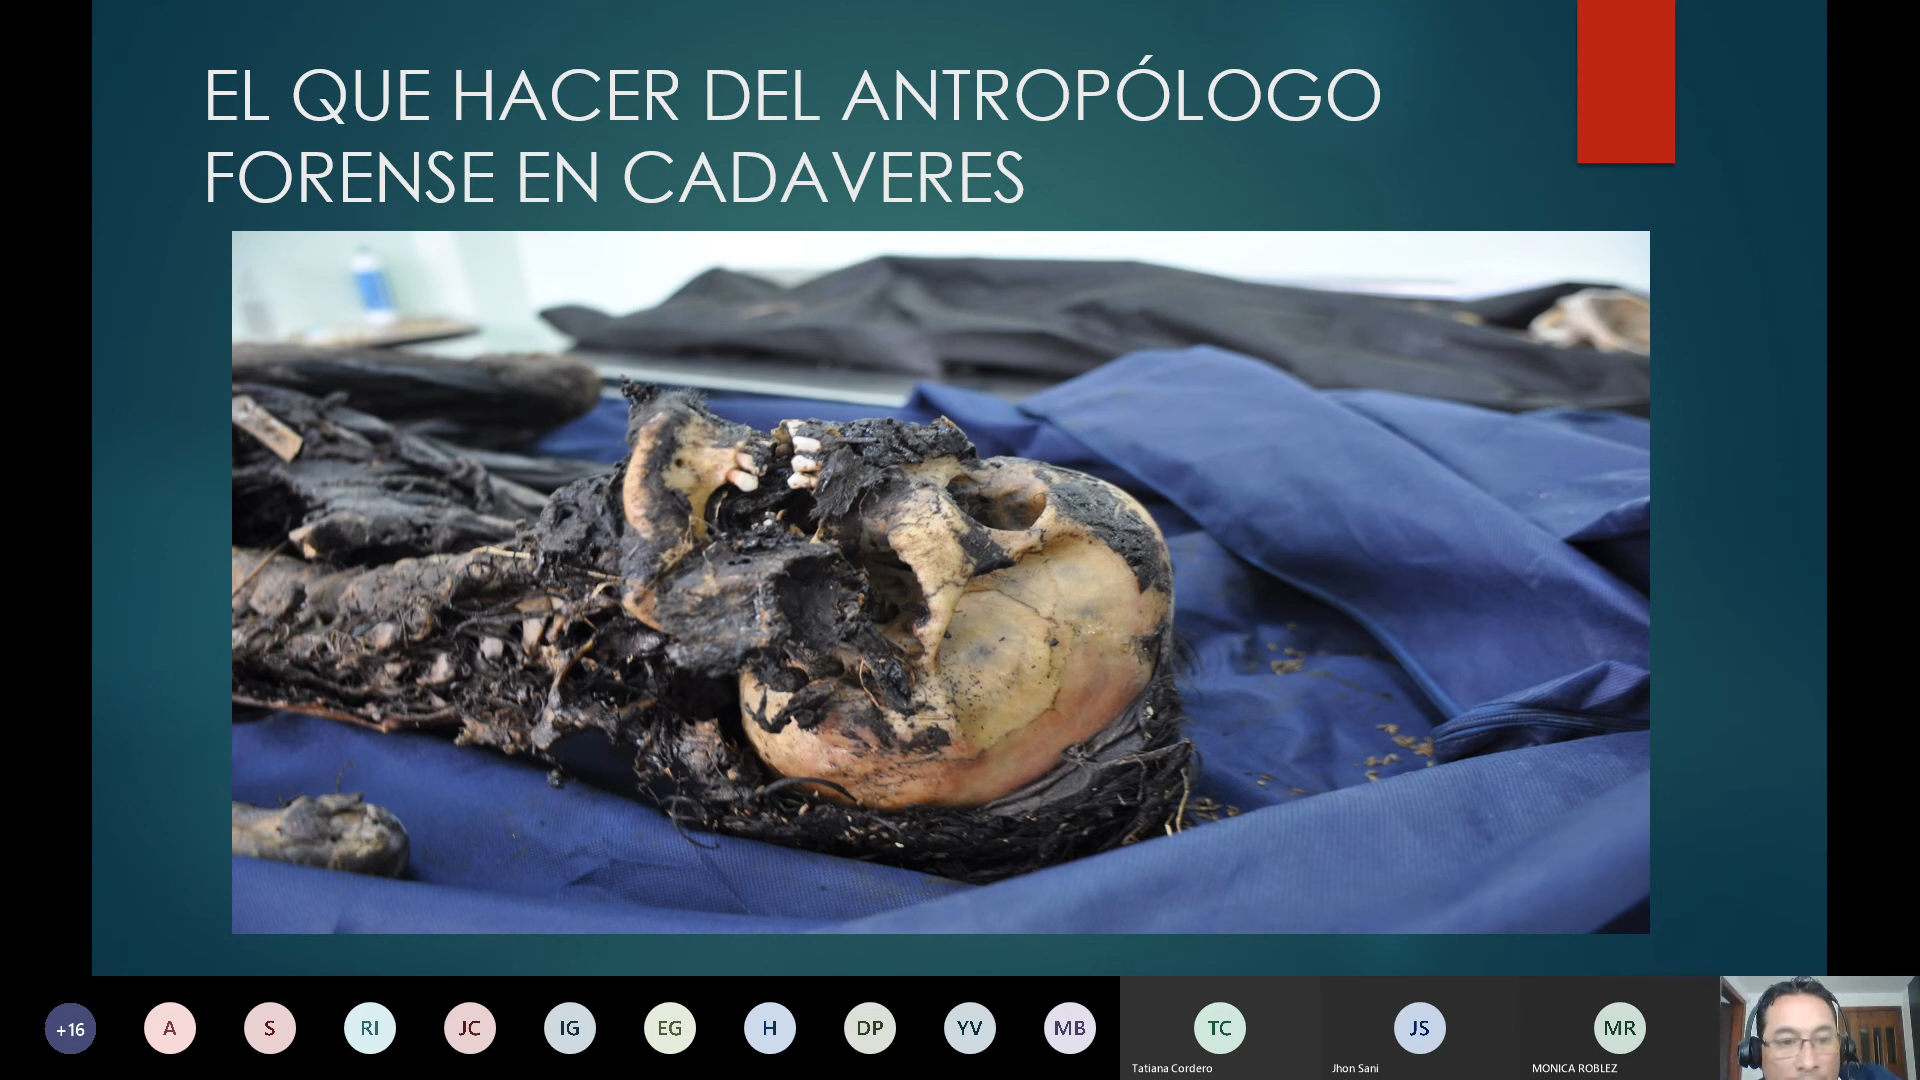 EL QUE HACER DEL ANTROPÓLOGO
FORENSE EN CADAVERES
+16
A
S
RI
JC
IG
EG
H
DP
YV
MB
TC
Tatiana Cordero
JS
Jhon Sani
MR
MONICA ROBLEZ